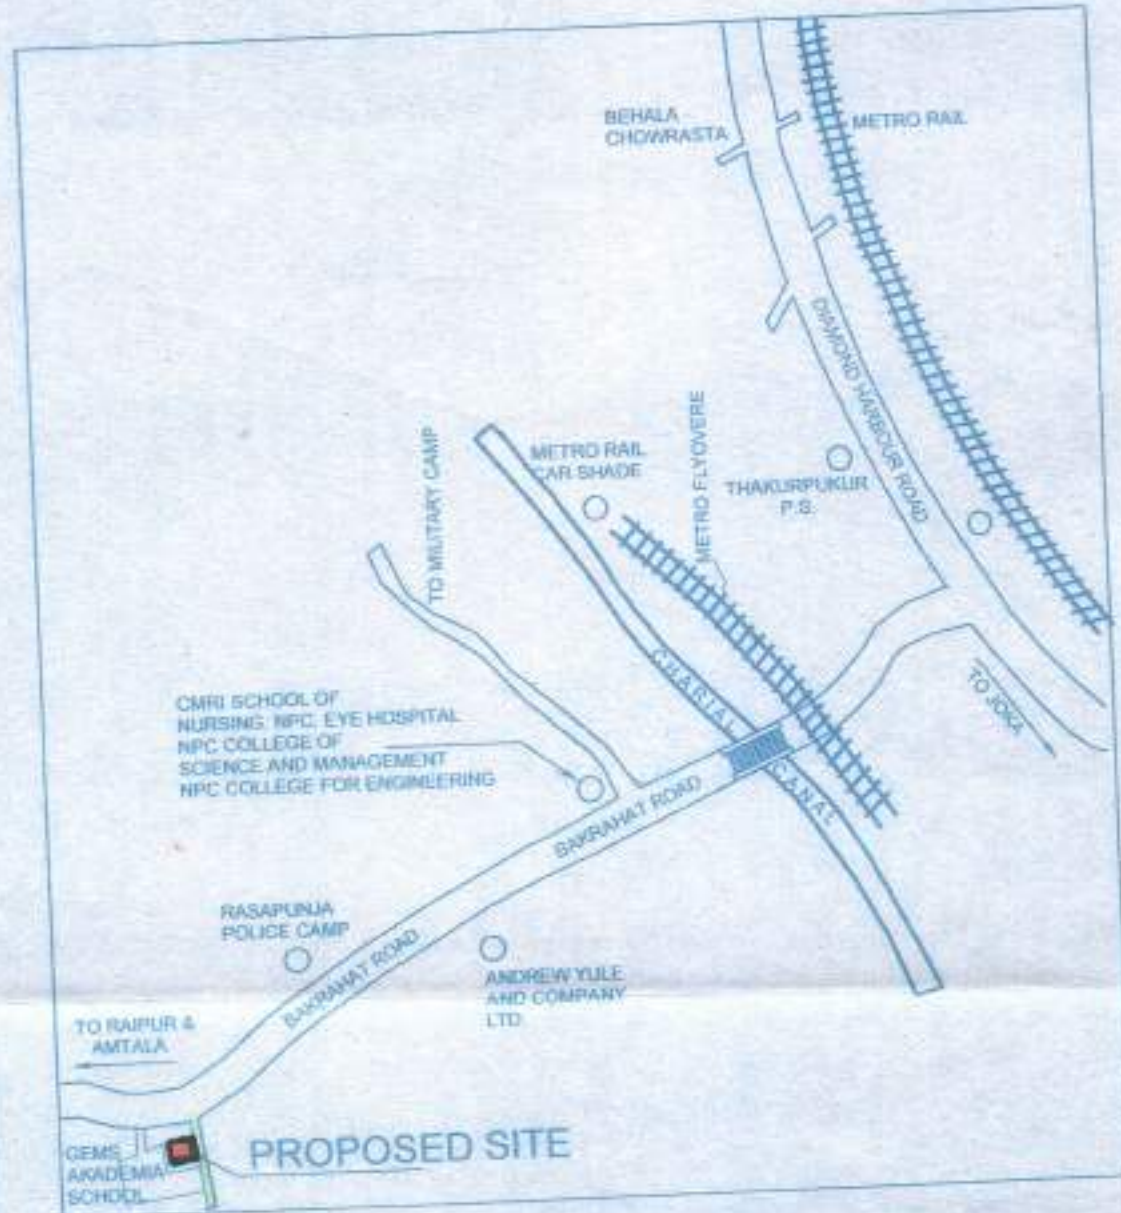 BEHALA
CHOWRASTA
METRO RAIL
DIAMOND HARBOUR ROAD
METRO RAIL
CAR SHADE
METRO FLYOVERE
THAKURPUKUR
P.S.
TO MILITARY CAMP
CHARIAL
CANAL
TO JOKA
CMRI SCHOOL OF
NURSING, NPC, EYE HOSPITAL
NPC COLLEGE OF
SCIENCE AND MANAGEMENT
NPC COLLEGE FOR ENGINEERING
BAKRAHAT ROAD
RASAPUNJA
POLICE CAMP
BAKRAHAT ROAD
ANDREW YULE
AND COMPANY
LTD.
TO RAIPUR &
AMTALA
GEMS
AKADEMIA
SCHOOL
PROPOSED SITE